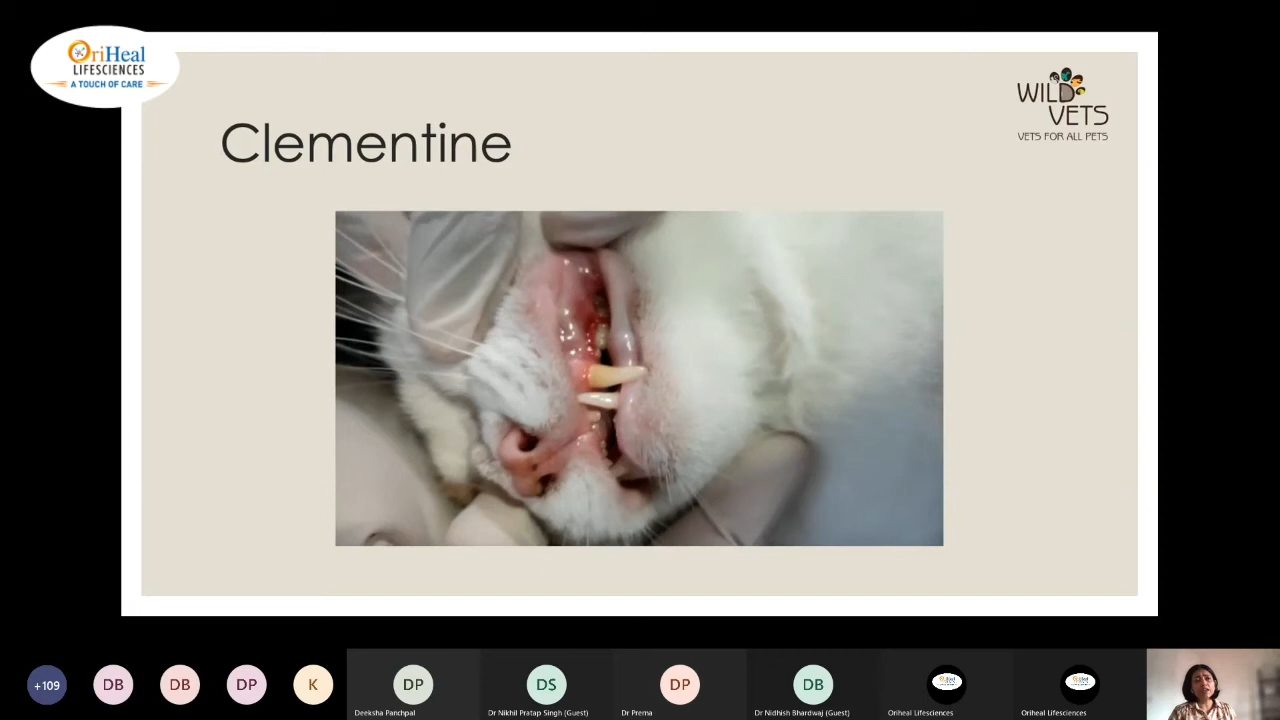 OriHeal
LIFESCIENCES
A TOUCH OF CARE
WILD
VETS
VETS FOR ALL PETS
Clementine
+109
DB
DB
DP
K
DP
DS
DP
DB
Deeksha Panchpal
Dr Nikhil Pratap Singh (Guest)
Dr Prerna
Dr Nidhish Bhardwaj (Guest)
Oriheal Lifesciences
Oriheal Lifesciences